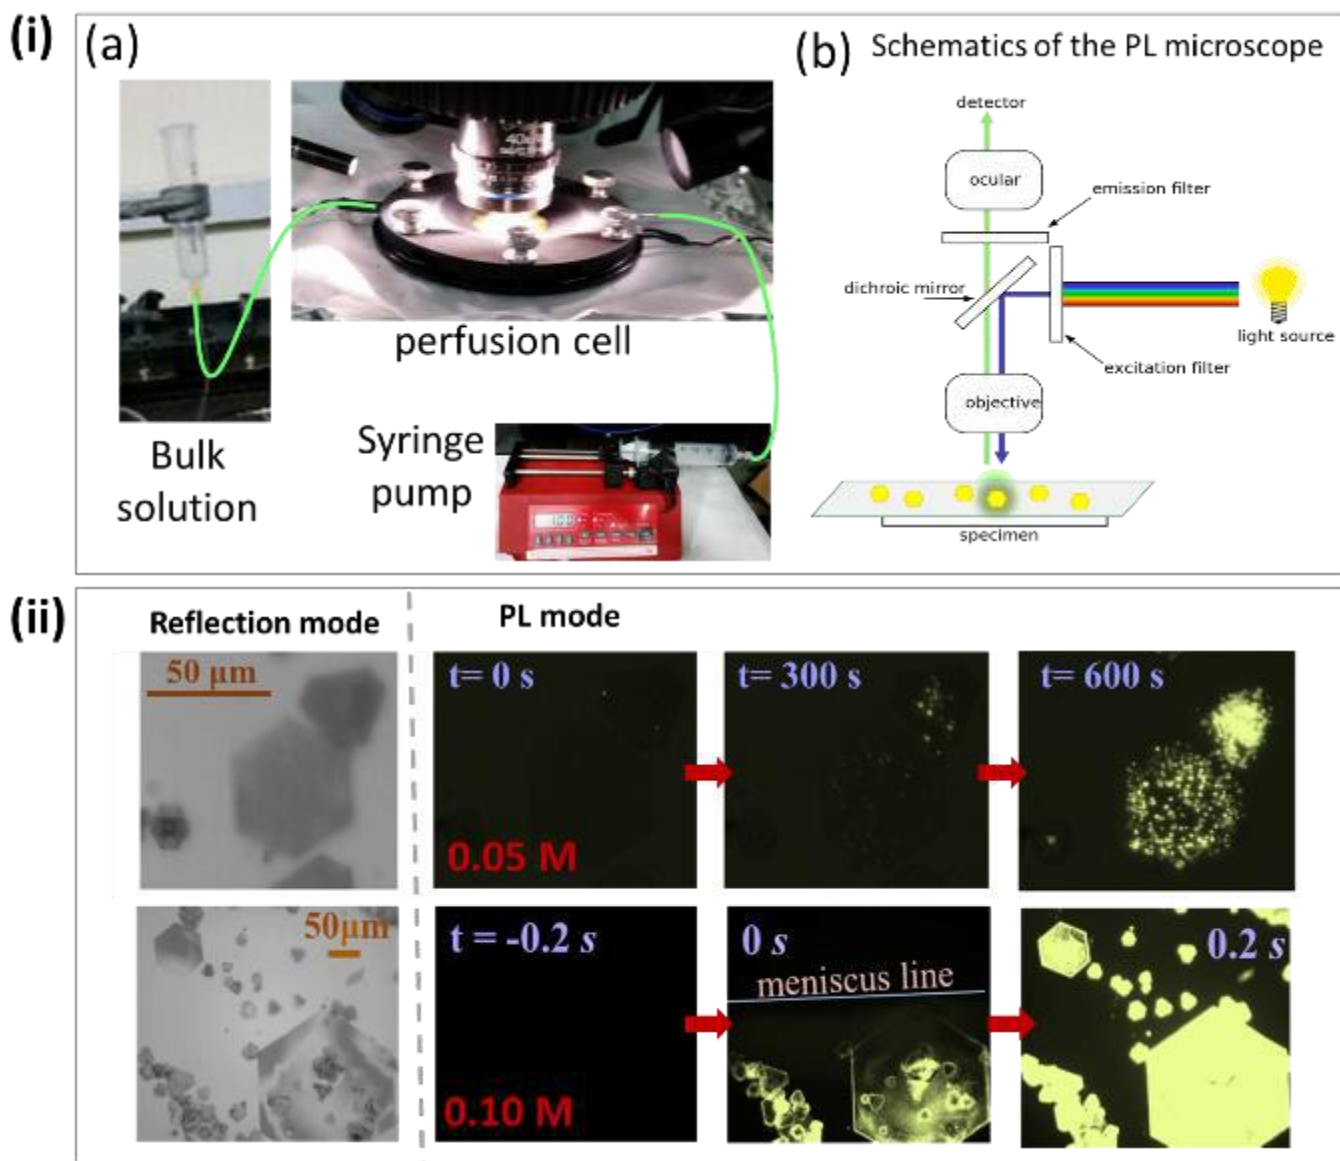 (i)
(a)
(b)
Schematics of the PL microscope
detector
ocular
emission filter
dichroic mirror
light source
excitation filter
objective
specimen
perfusion cell
Bulk
solution
Syringe
pump
(ii)
Reflection mode
PL mode
50 μm
t= 0 s
t= 300 s
t= 600 s
0.05 M
50μm
t = -0.2 s
0 s
0.2 s
meniscus line
0.10 M